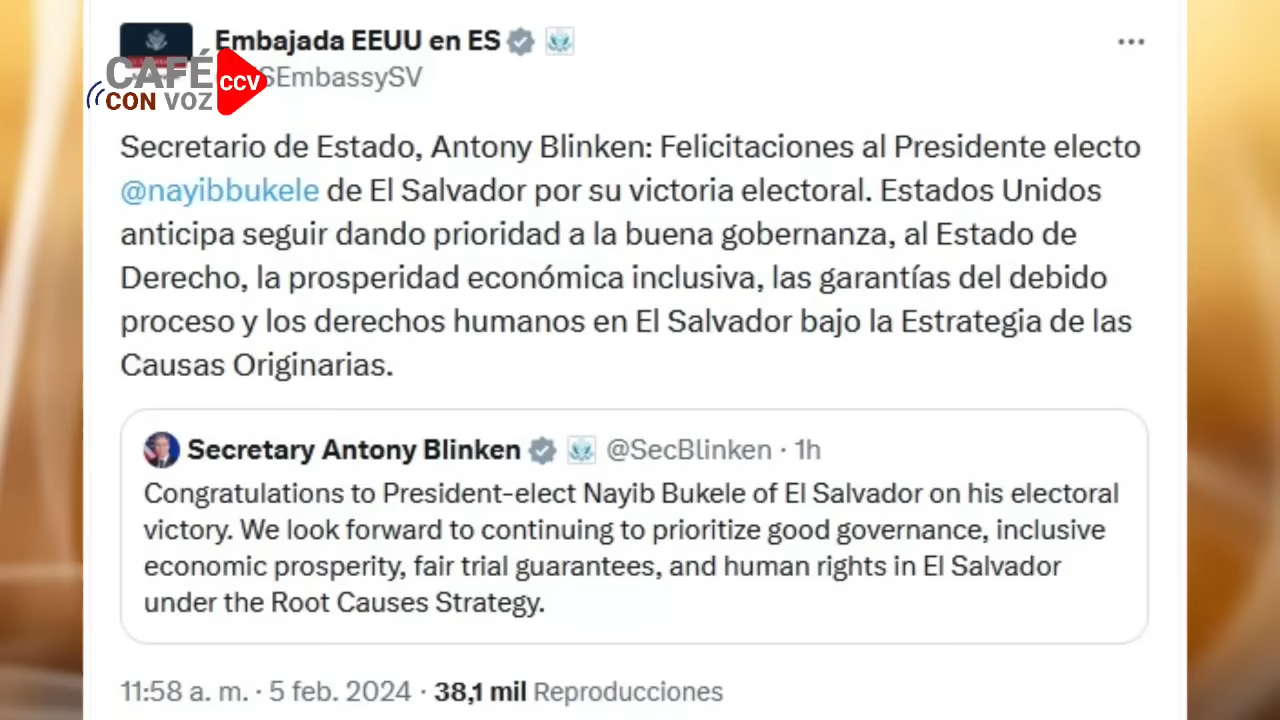 Embajada EEUU en ES
SEmbassySV
CAFÉ
CON VOZ
CCV
Secretario de Estado, Antony Blinken: Felicitaciones al Presidente electo
@nayibbukele de El Salvador por su victoria electoral. Estados Unidos
anticipa seguir dando prioridad a la buena gobernanza, al Estado de
Derecho, la prosperidad económica inclusiva, las garantías del debido
proceso y los derechos humanos en El Salvador bajo la Estrategia de las
Causas Originarias.
Secretary Antony Blinken @SecBlinken · 1h
Congratulations to President-elect Nayib Bukele of El Salvador on his electoral
victory. We look forward to continuing to prioritize good governance, inclusive
economic prosperity, fair trial guarantees, and human rights in El Salvador
under the Root Causes Strategy.
11:58 a. m. · 5 feb. 2024 · 38,1 mil Reproducciones